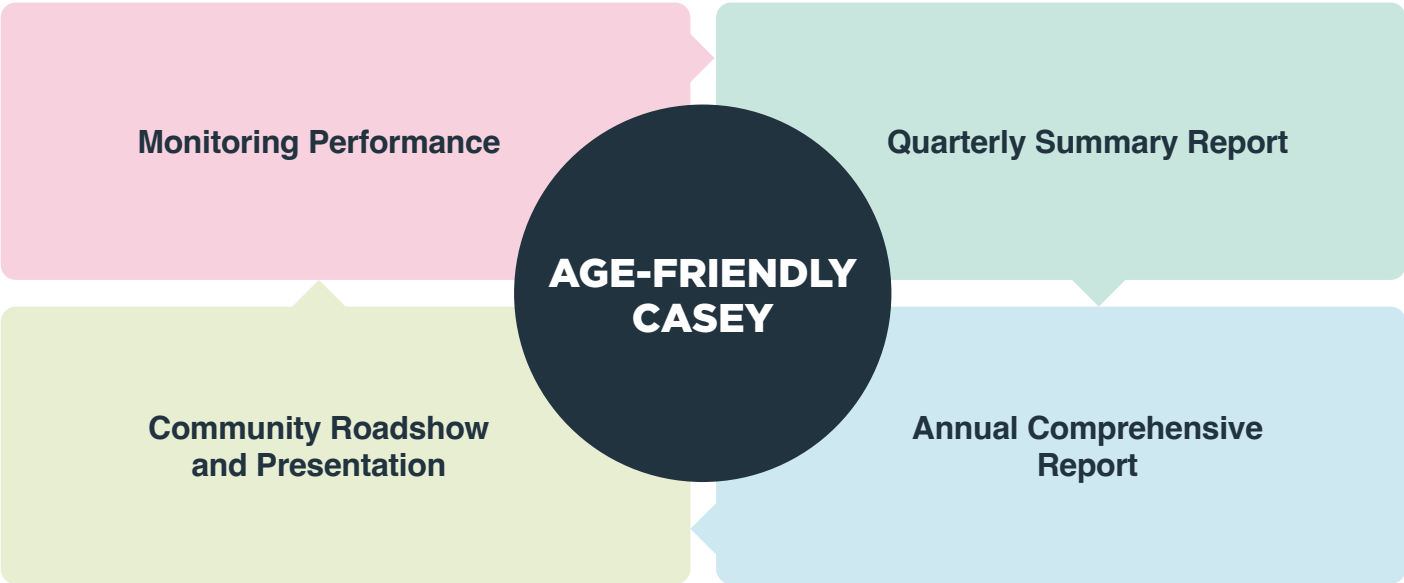 Monitoring Performance
Quarterly Summary Report
AGE-FRIENDLY
CASEY
Community Roadshow
and Presentation
Annual Comprehensive
Report